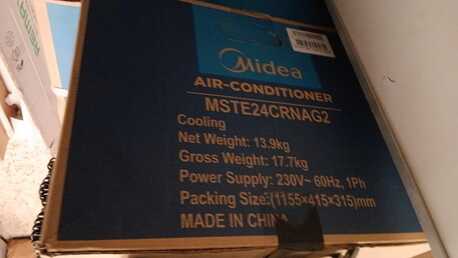 Midea
AIR-CONDITIONER
MSTE24CRNAG2
Cooling
Net Weight: 13.9kg
Gross Weight: 17.7kg
Power Supply: 230V~ 60Hz, 1Ph
Packing Size:(1155×415×315)mm
MADE IN CHINA